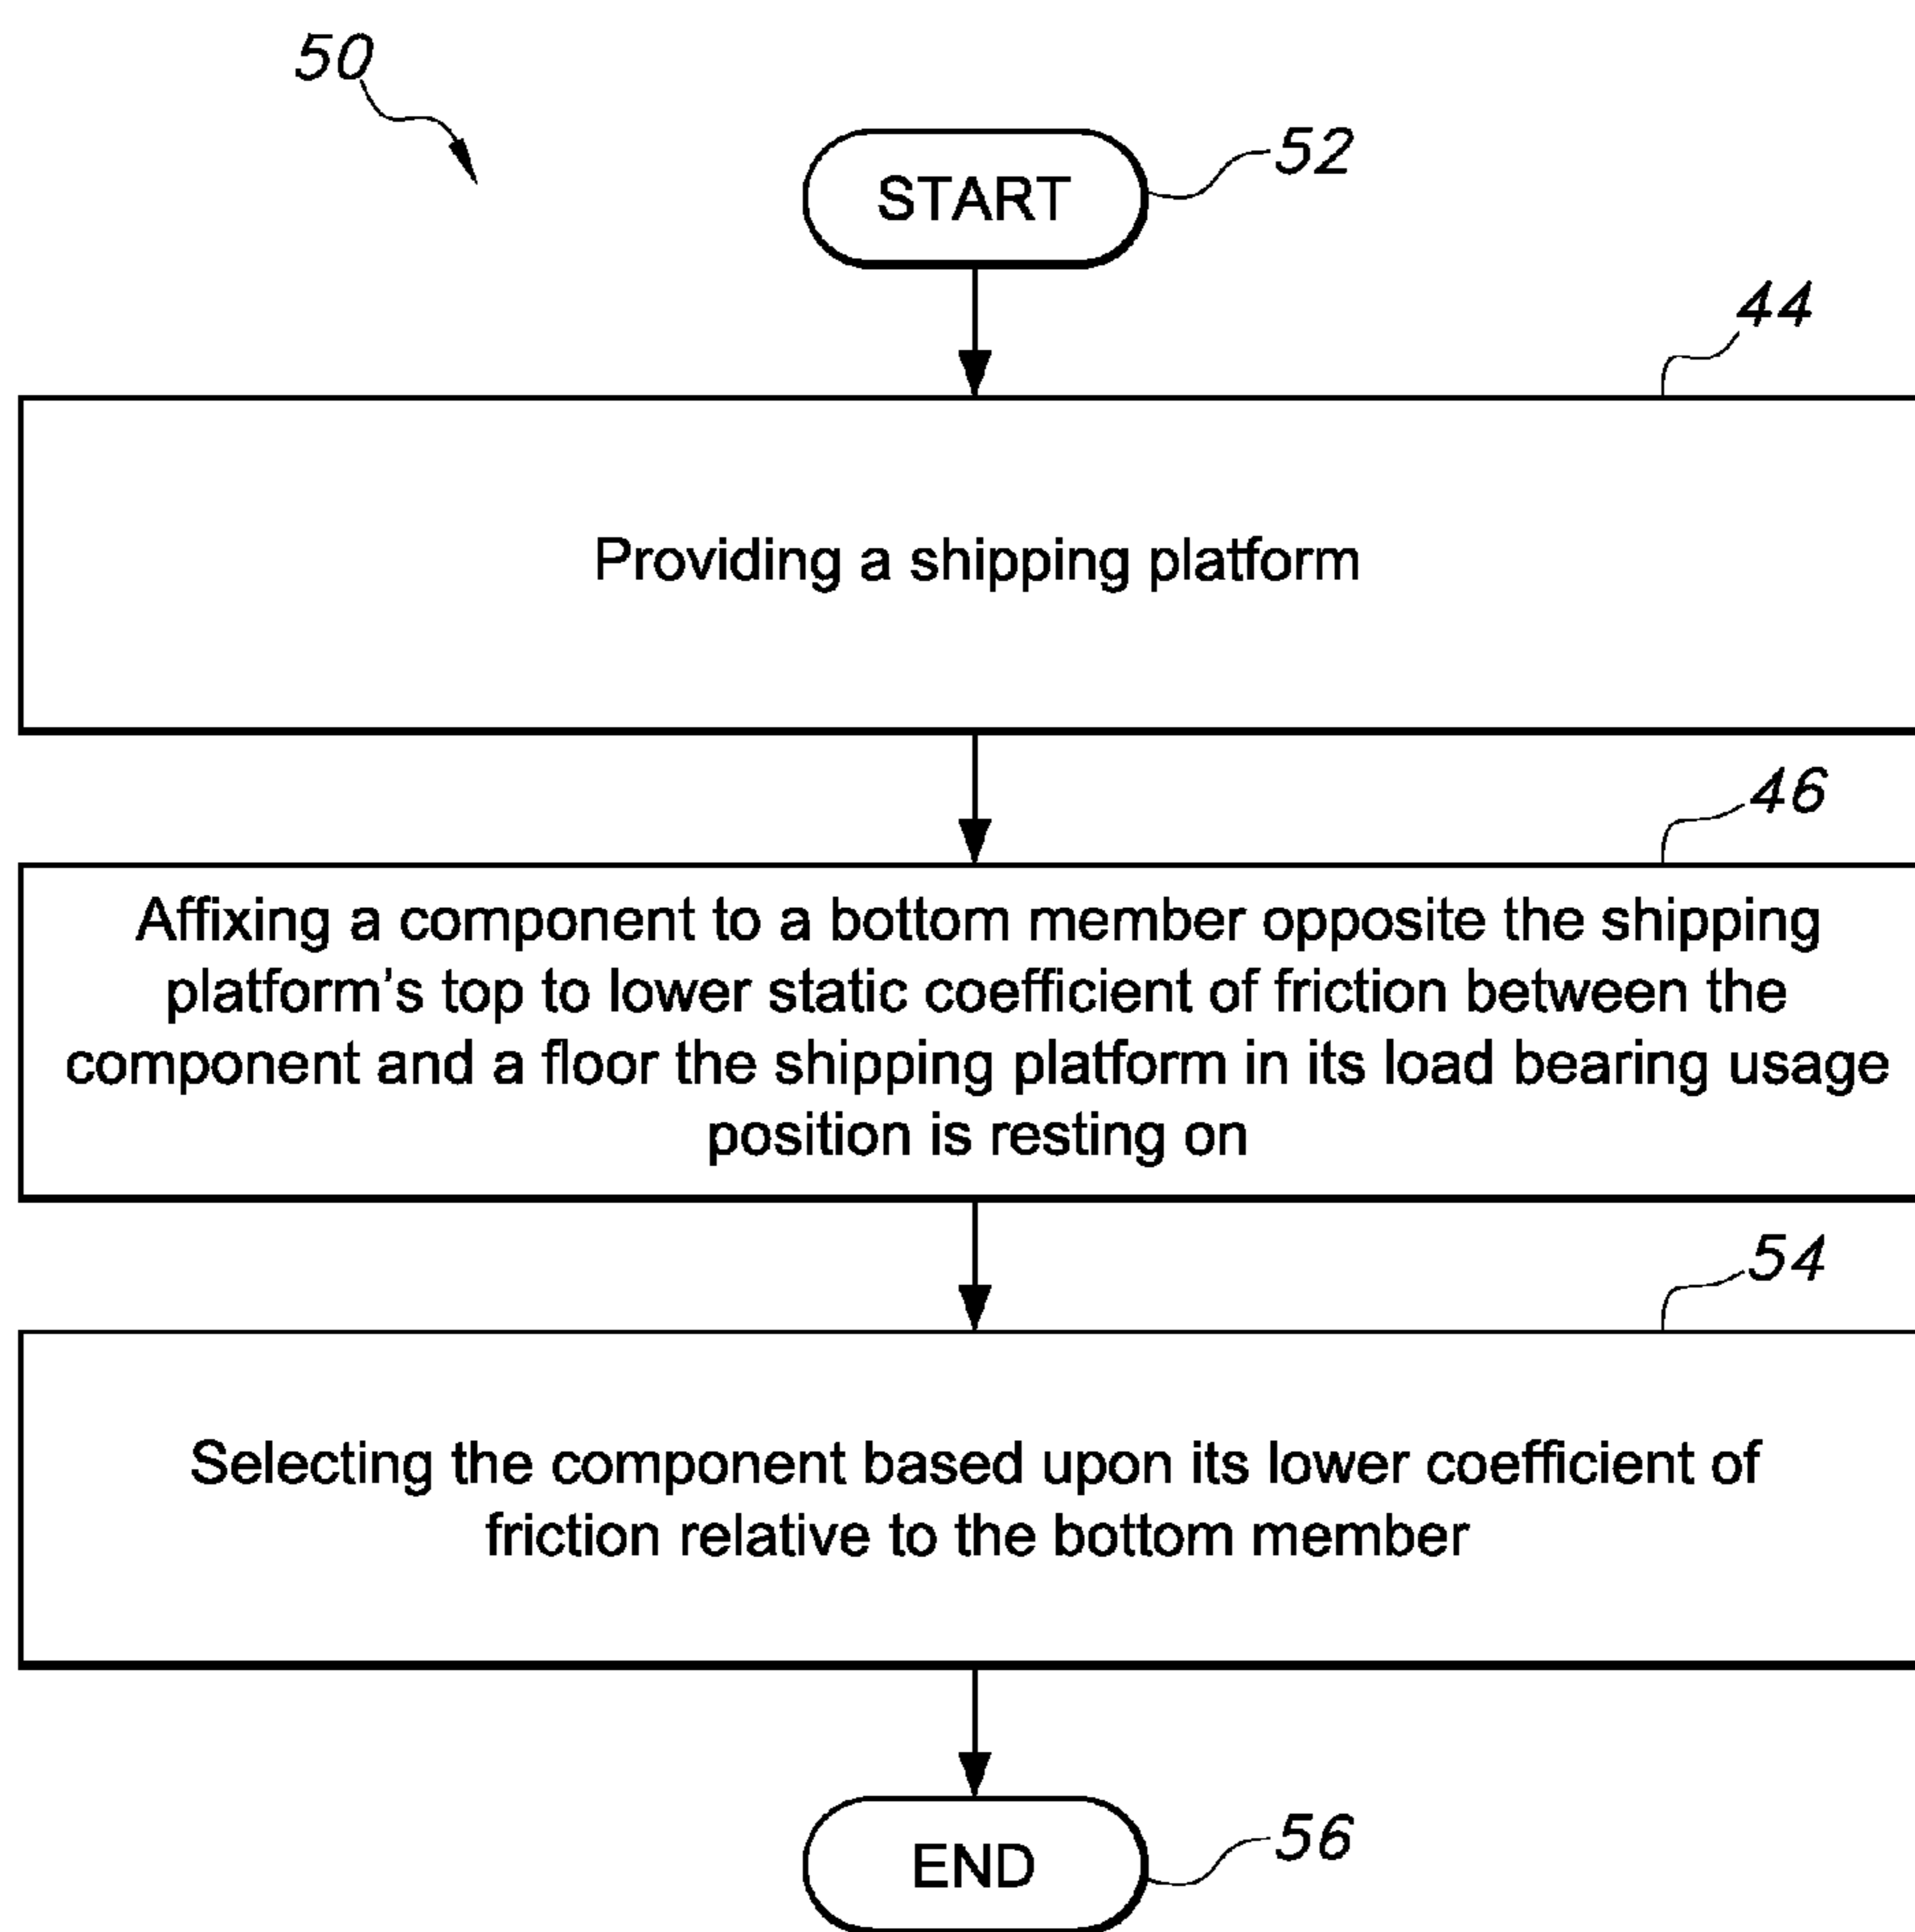 50
START
52
44
Providing a shipping platform
46
Affixing a component to a bottom member opposite the shipping
platform's top to lower static coefficient of friction between the
component and a floor the shipping platform in its load bearing usage
position is resting on
54
Selecting the component based upon its lower coefficient of
friction relative to the bottom member
END
56